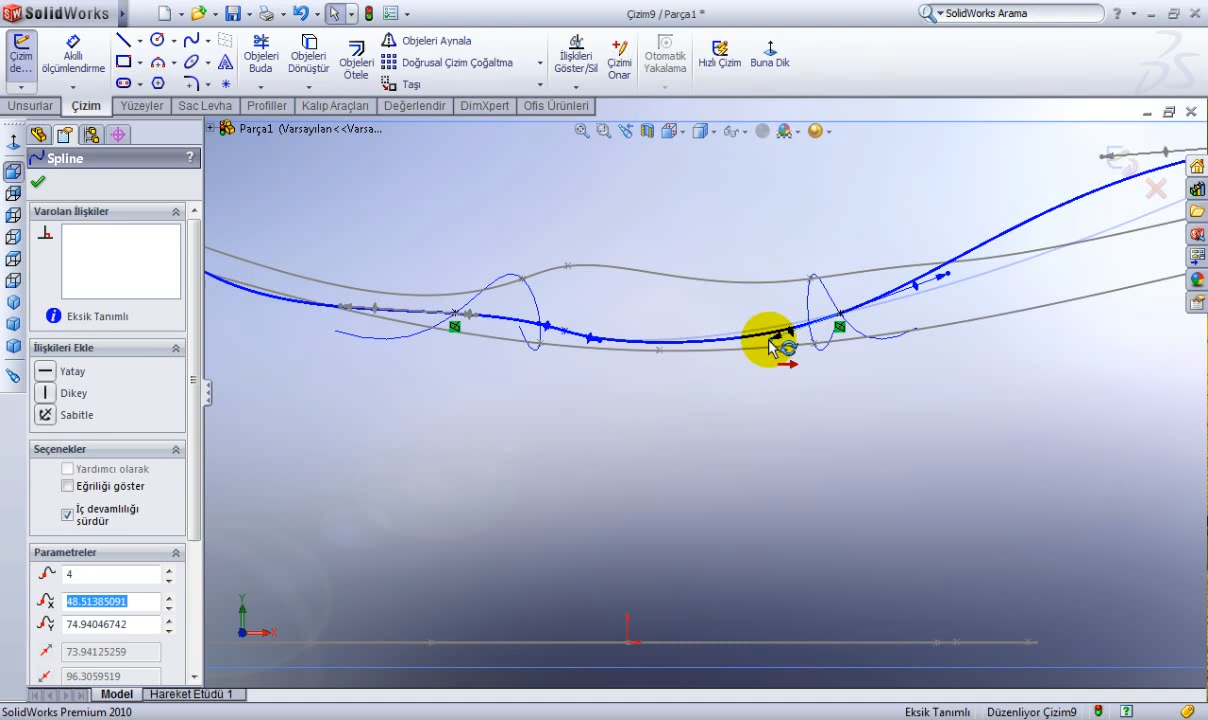 SolidWorks
Çizim9 / Parça1 *
SolidWorks Arama
Çizim
de...
Akıllı
ölçümlendirme
Objeleri
Buda
Objeleri
Dönüştür
Objeleri
Ötele
Objeleri Aynala
Doğrusal Çizim Çoğaltma
Taşı
İlişkileri
Göster/Sil
Çizimi
Onar
Otomatik
Yakalama
Hızlı Çizim
Buna Dik
Unsurlar
Çizim
Yüzeyler
Sac Levha
Profiller
Kalıp Araçları
Değerlendir
DimXpert
Ofis Ürünleri
Parça1 (Varsayılan<<Varsa...
Spline
?
Varolan İlişkiler
Eksik Tanımlı
İlişkileri Ekle
Yatay
Dikey
Sabitle
Seçenekler
Yardımcı olarak
Eğriliği göster
İç devamlılığı
sürdür
Parametreler
4
48.51385091
74.94046742
73.94125259
96.3059519
Y
X
Model
Hareket Etüdü 1
SolidWorks Premium 2010
Eksik Tanımlı
Düzenliyor Çizim9